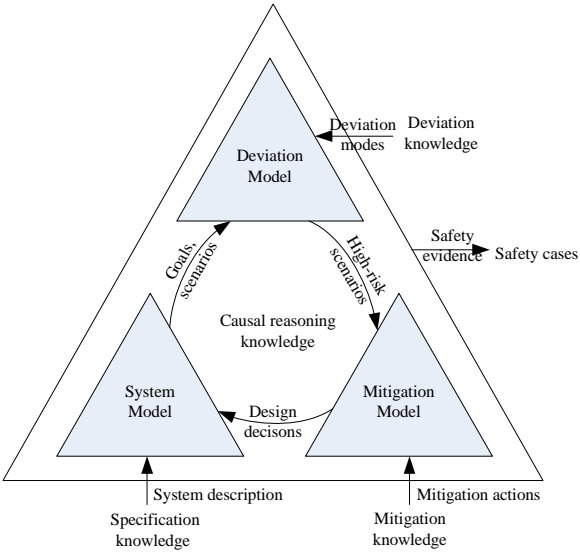 Deviation
Model
Deviation
modes
Deviation
knowledge
Goals,
scenarios
High-risk
scenarios
Safety
evidence
Safety cases
Causal reasoning
knowledge
System
Model
Design
decisons
Mitigation
Model
System description
Specification
knowledge
Mitigation actions
Mitigation
knowledge